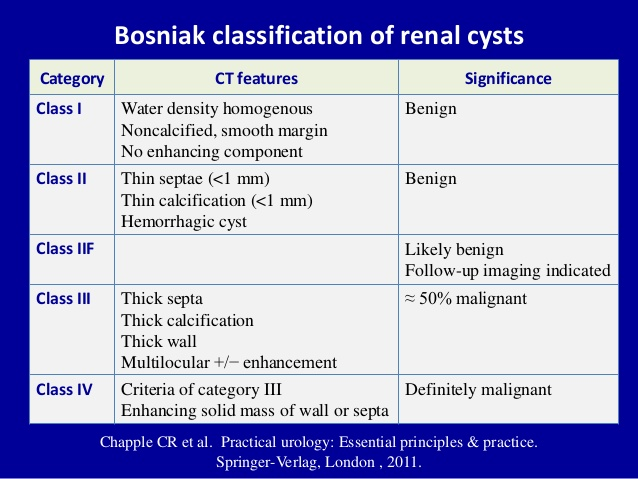 Bosniak classification of renal cysts
Category CT features Significance
Class I Water density homogenous Benign
Noncalcified, smooth margin
No enhancing component
Class II Thin septae (<1 mm) Benign
Thin calcification (<1 mm)
Hemorrhagic cyst
Class IIF Likely benign
Follow-up imaging indicated
Class III Thick septa ≈ 50% malignant
Thick calcification
Thick wall
Multilocular +/− enhancement
Class IV Criteria of category III Definitely malignant
Enhancing solid mass of wall or septa
Chapple CR et al. Practical urology: Essential principles & practice.
Springer-Verlag, London , 2011.